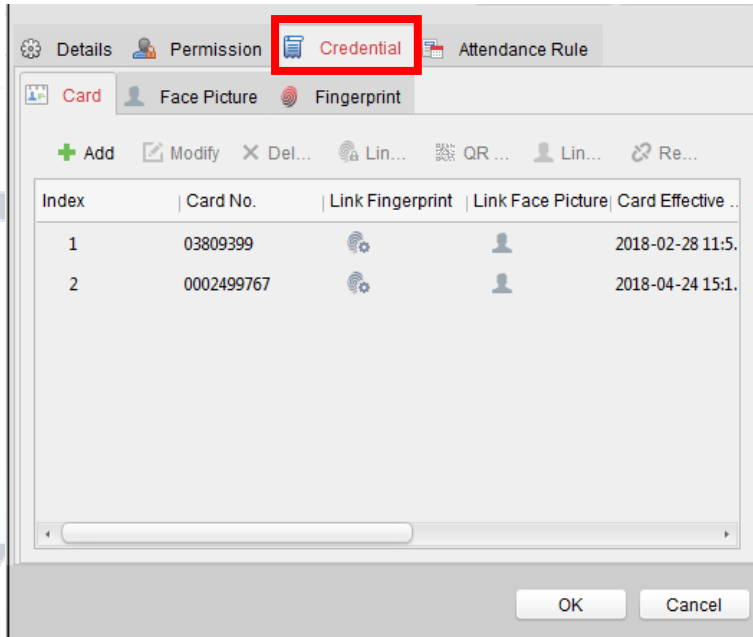 Details Permission Credential Attendance Rule
Card Face Picture Fingerprint
Add Modify Del... Lin... QR ... Lin... Re...
Index Card No. Link Fingerprint Link Face Picture Card Effective ..
1 03809399 2018-02-28 11:5.
2 0002499767 2018-04-24 15:1.
OK Cancel